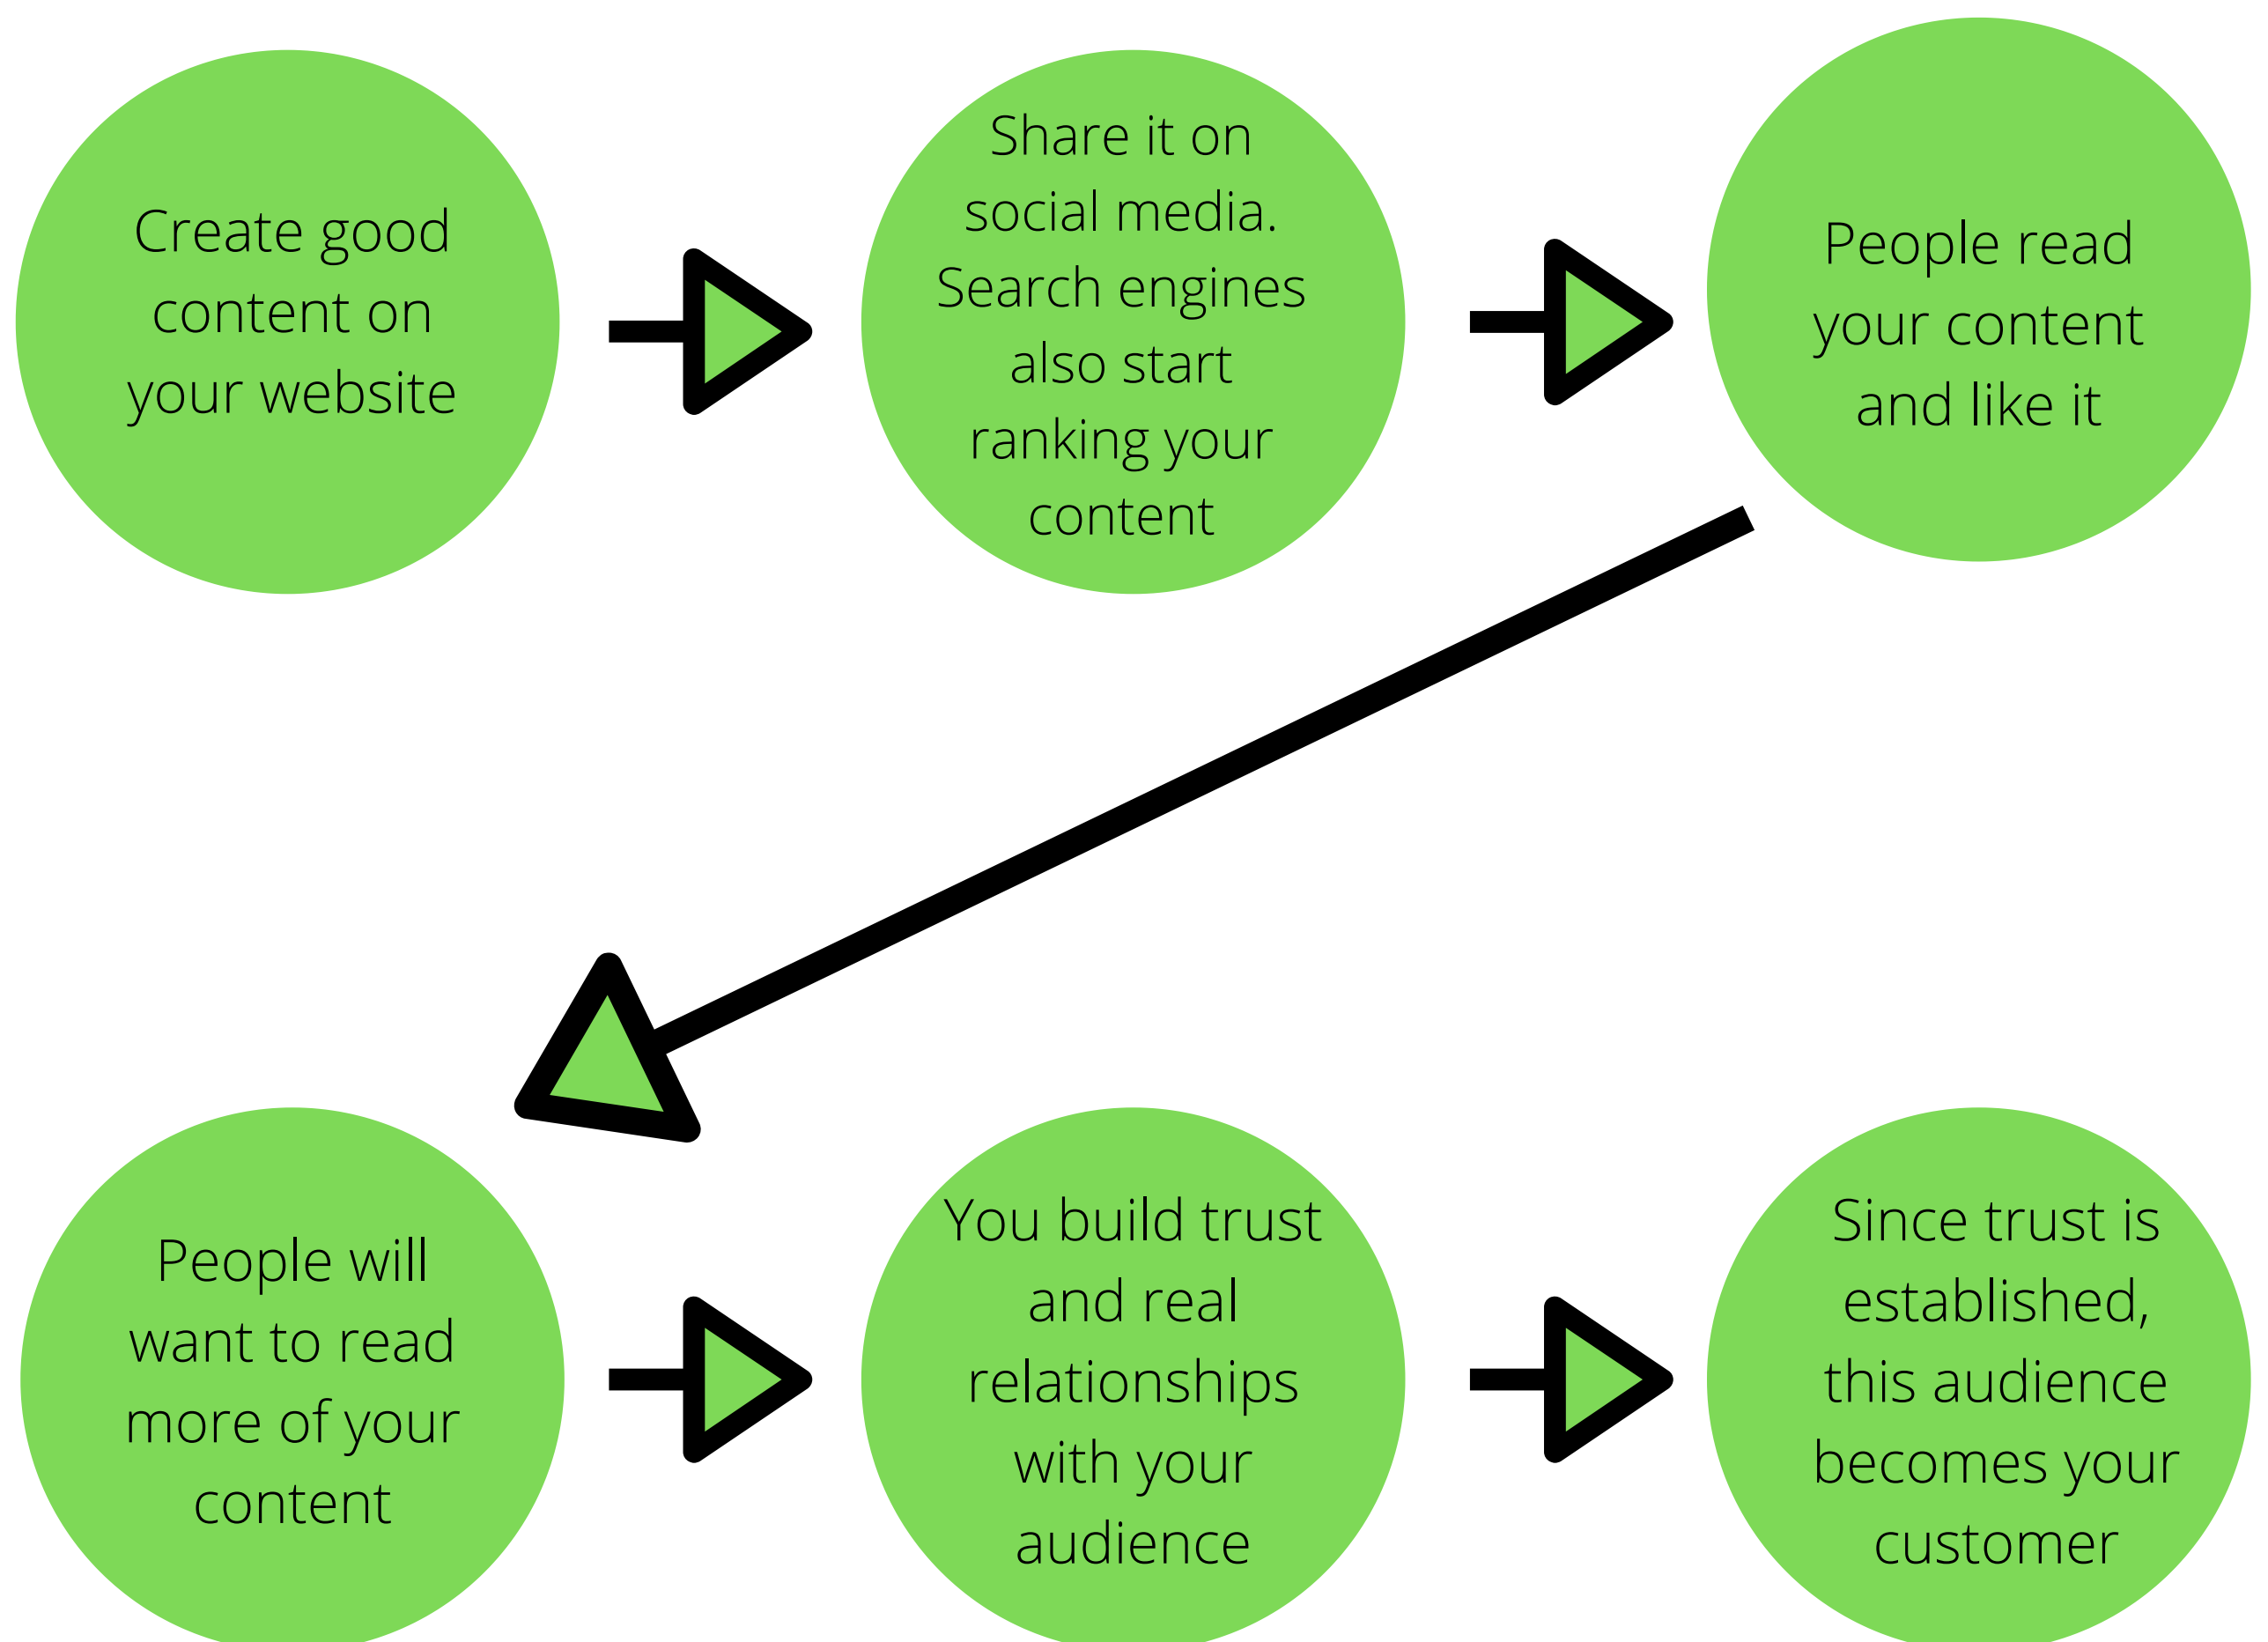 Create good
content on
your website
Share it on
social media.
Search engines
also start
ranking your
content
People read
your content
and like it
People will
want to read
more of your
content
You build trust
and real
relationships
with your
audience
Since trust is
established,
this audience
becomes your
customer